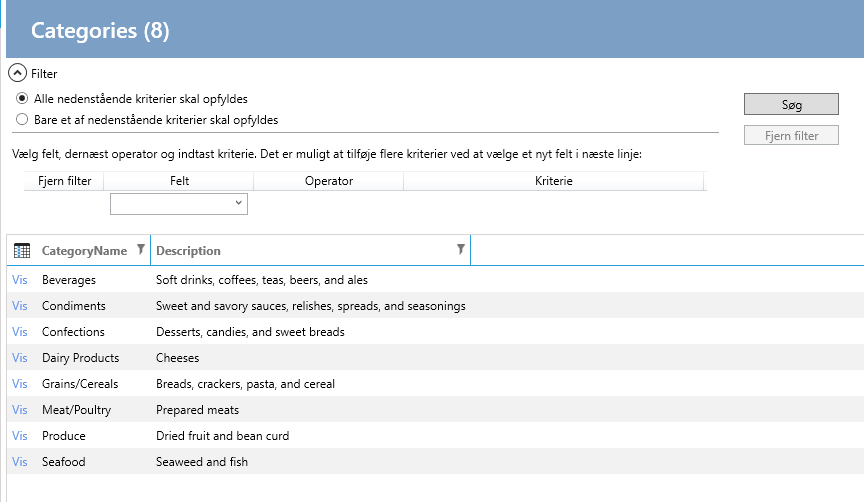 Categories (8)
Filter
Alle nedenstående kriterier skal opfyldes
Bare et af nedenstående kriterier skal opfyldes
Søg
Fjern filter
Vælg felt, dernæst operator og indtast kriterie. Det er muligt at tilføje flere kriterier ved at vælge et nyt felt i næste linje:
Fjern filter Felt Operator Kriterie
CategoryName Description
Vis Beverages Soft drinks, coffees, teas, beers, and ales
Vis Condiments Sweet and savory sauces, relishes, spreads, and seasonings
Vis Confections Desserts, candies, and sweet breads
Vis Dairy Products Cheeses
Vis Grains/Cereals Breads, crackers, pasta, and cereal
Vis Meat/Poultry Prepared meats
Vis Produce Dried fruit and bean curd
Vis Seafood Seaweed and fish